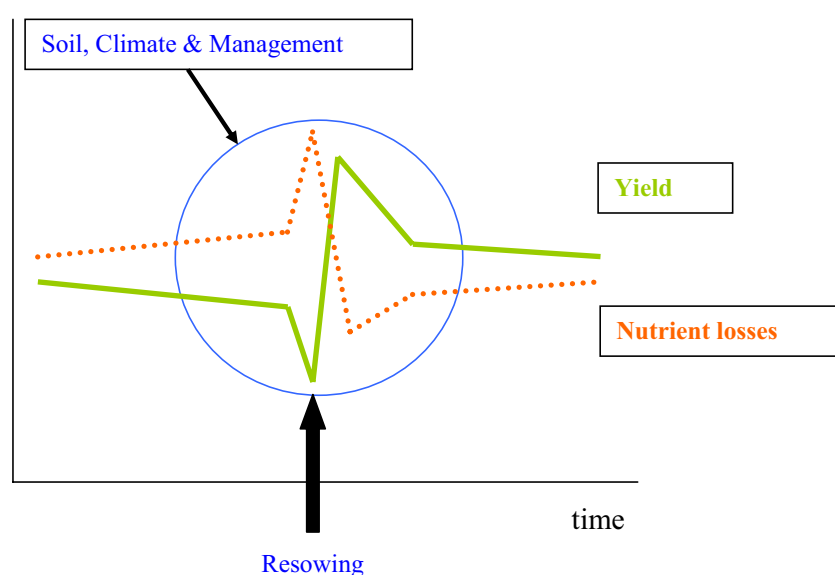 Soil, Climate & Management
Yield
Nutrient losses
time
Resowing